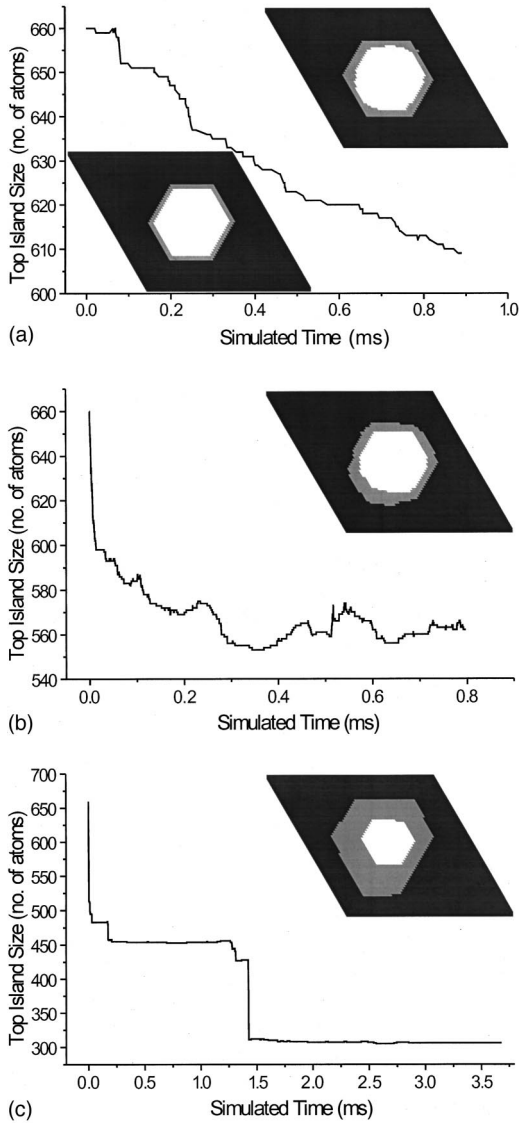 660
650
640
630
620
610
600
Top Island Size (no. of atoms)
0.0 0.2 0.4 0.6 0.8 1.0
Simulated Time (ms)
(a)
660
640
620
600
580
560
540
Top Island Size (no. of atoms)
0.0 0.2 0.4 0.6 0.8
Simulated Time (ms)
(b)
700
650
600
550
500
450
400
350
300
Top Island Size (no. of atoms)
0.0 0.5 1.0 1.5 2.0 2.5 3.0 3.5
Simulated Time (ms)
(c)